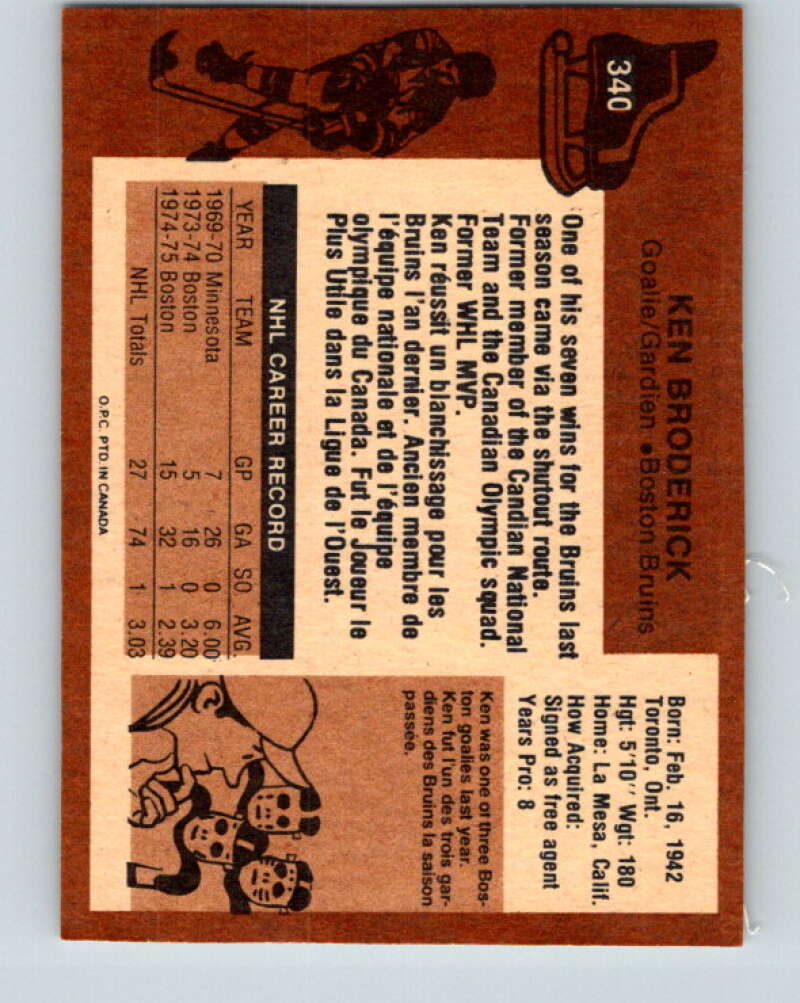 340
KEN BRODERICK
Goalie/Gardien •Boston Bruins
Born: Feb. 16, 1942
Toronto, Ont.
Hgt: 5'10'' Wgt: 180
Home: La Mesa, Calif.
How Acquired:
Signed as free agent
Years Pro: 8
One of his seven wins for the Bruins last
season came via the shutout route.
Former member of the Candian National
Team and the Canadian Olympic squad.
Former WHL MVP.
Ken réussit un blanchissage pour les
Bruins l'an dernier. Ancien membre de
l'équipe nationale et de l'équipe
olympique du Canada. Fut le Joueur le
Plus Utile dans la Ligue de l'Ouest.
NHL CAREER RECORD
YEAR TEAM GP GA SO AVG.
1969-70 Minnesota 7 26 0 6.00
1973-74 Boston 5 16 0 3.20
1974-75 Boston 15 32 1 2.39
NHL Totals 27 74 1 3.03
O.P.C. PTD. IN CANADA
Ken was one of three Bos-
ton goalies last year.
Ken fut l'un des trois gar-
diens des Bruins la saison
passée.